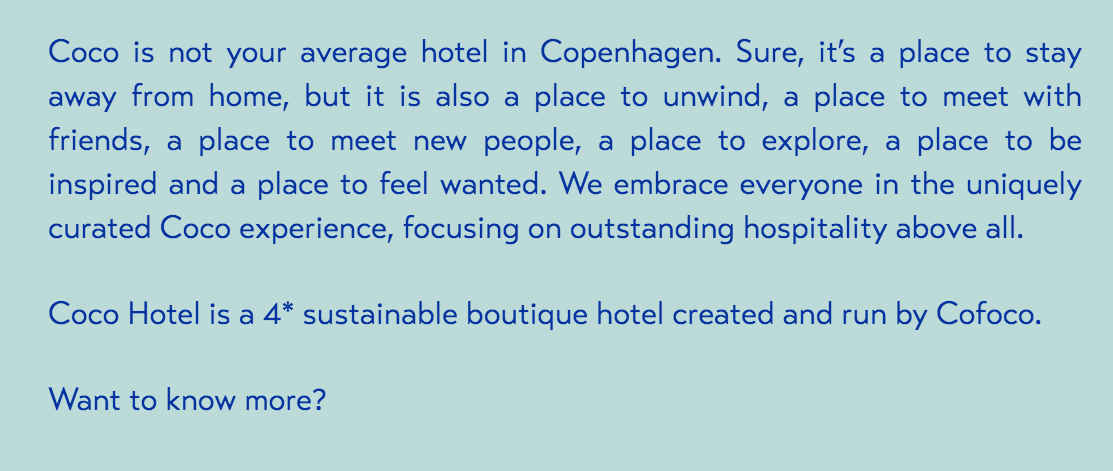 Coco is not your average hotel in Copenhagen. Sure, it’s a place to stay
away from home, but it is also a place to unwind, a place to meet with
friends, a place to meet new people, a place to explore, a place to be
inspired and a place to feel wanted. We embrace everyone in the uniquely
curated Coco experience, focusing on outstanding hospitality above all.
Coco Hotel is a 4* sustainable boutique hotel created and run by Cofoco.
Want to know more?